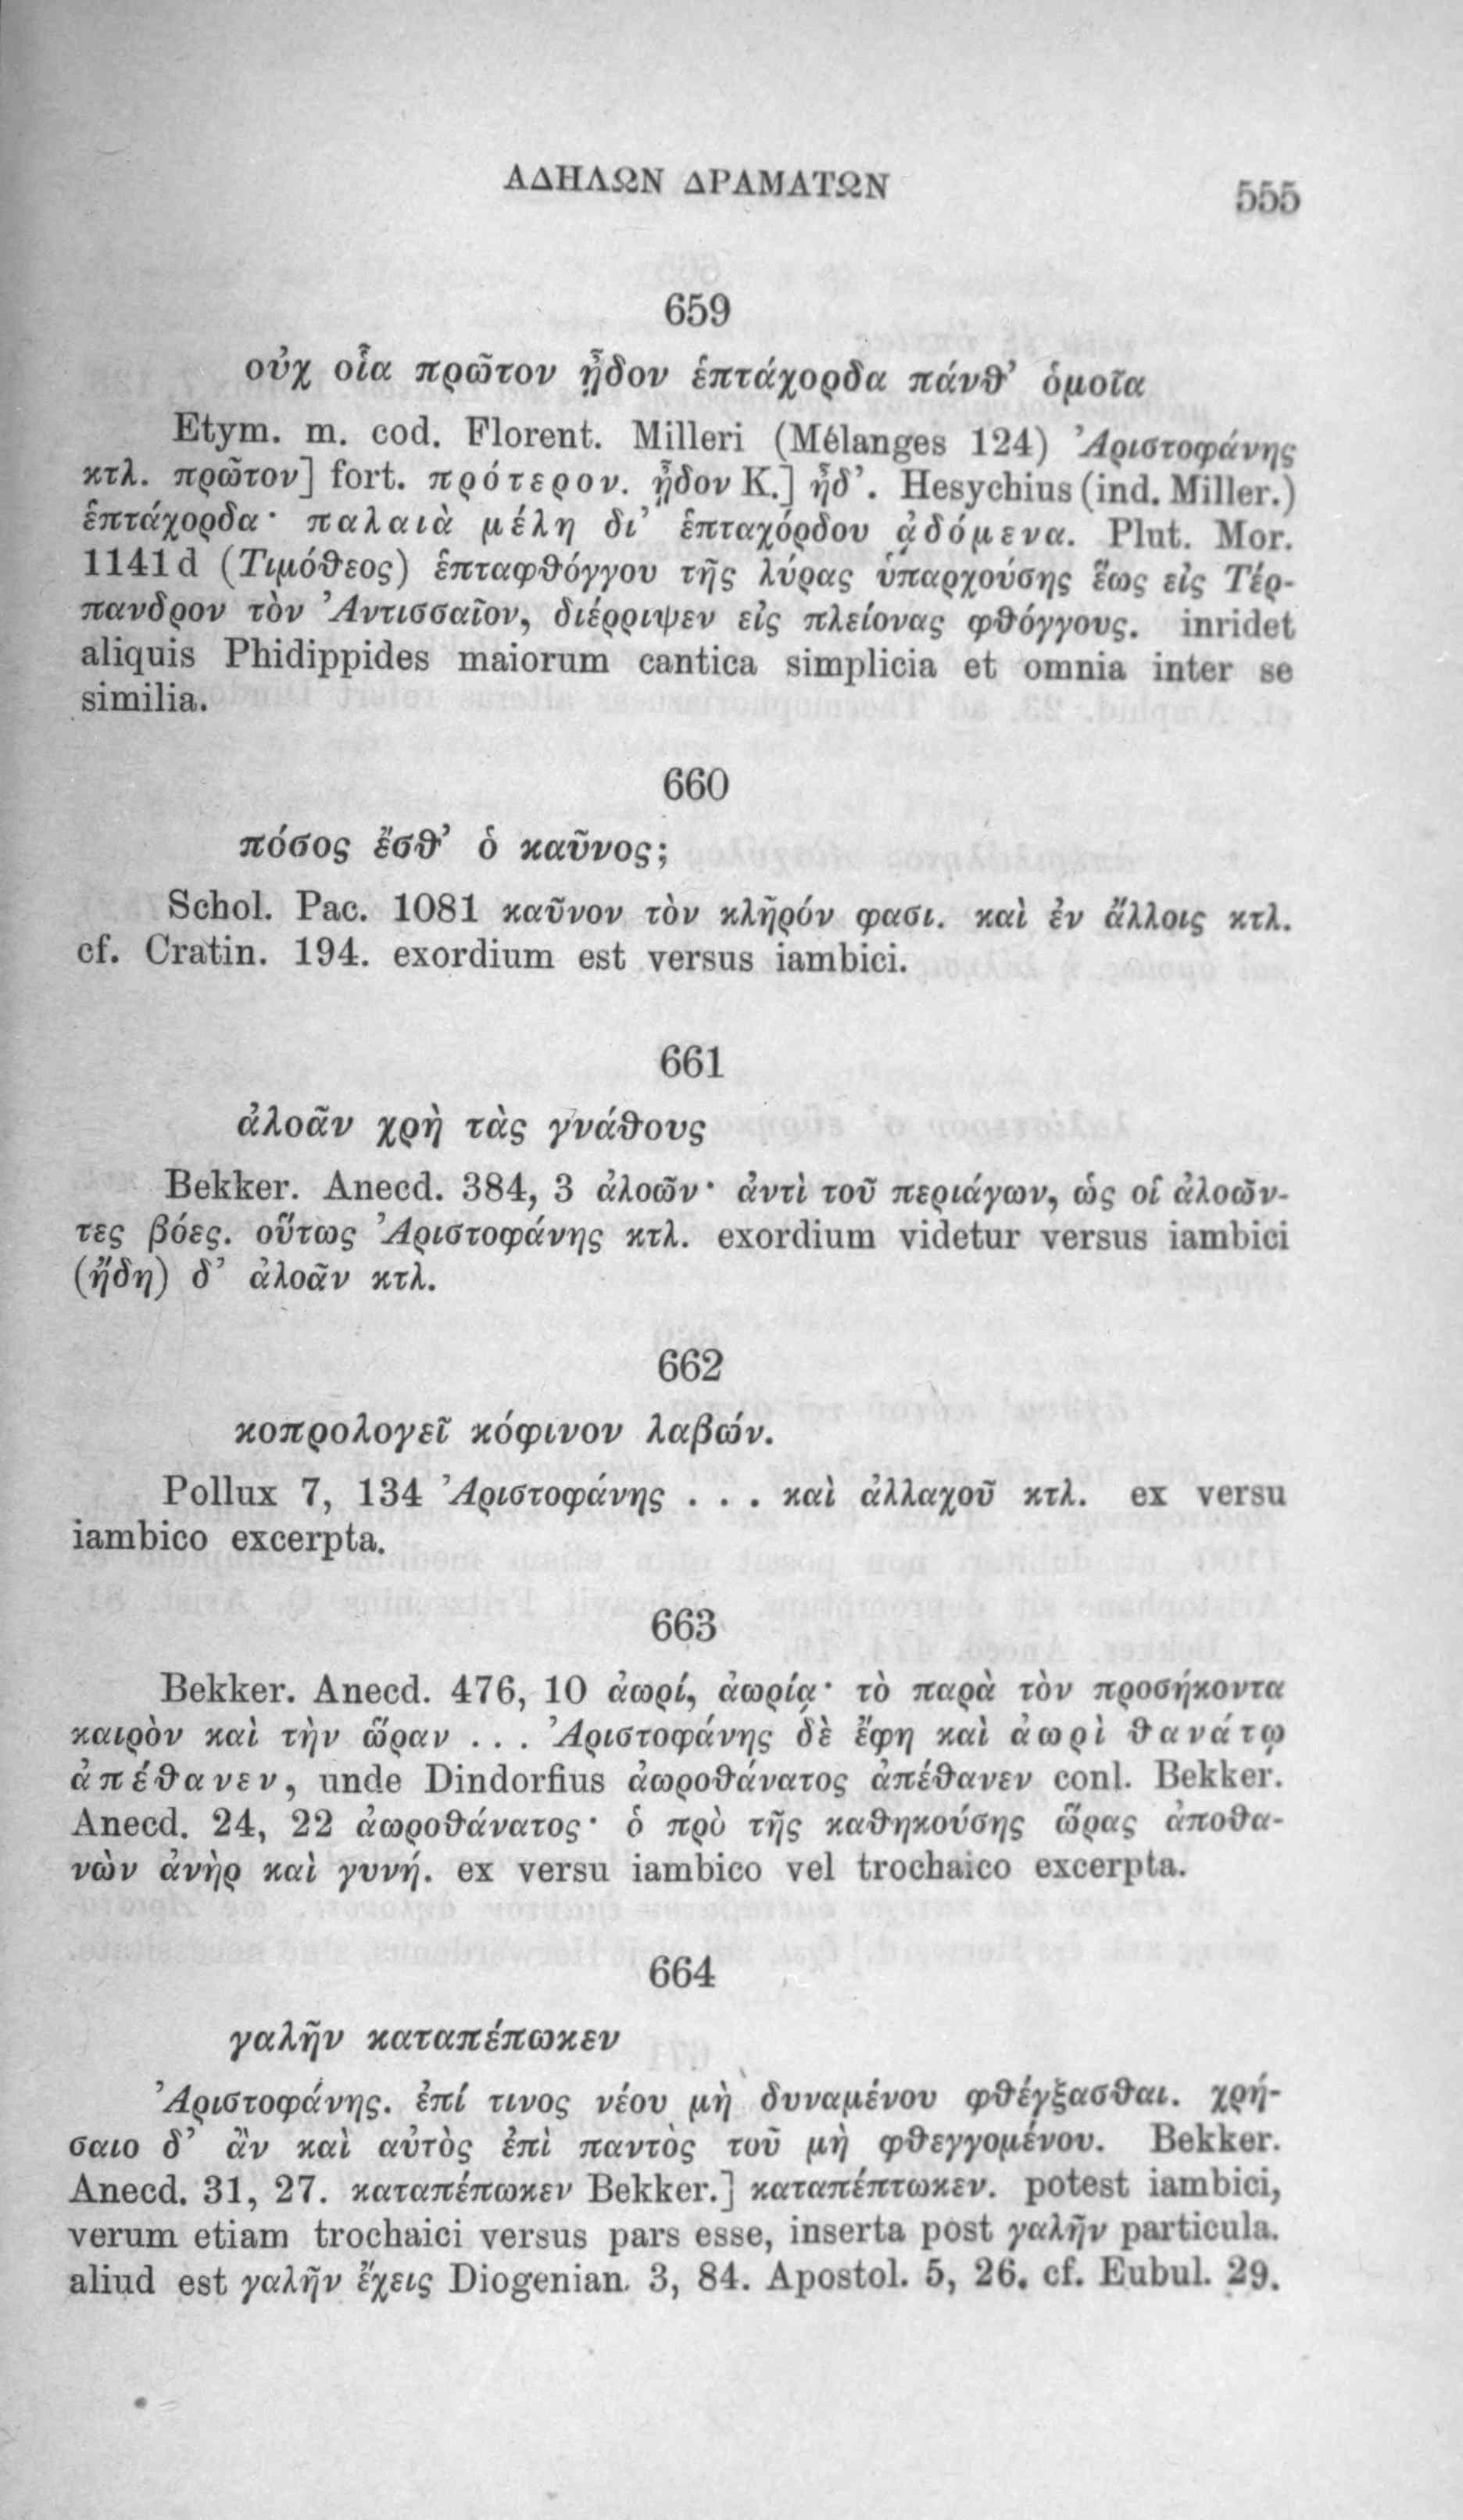 ΑΔΗΛΩΝ ΔΡΑΜΑΤΩΝ 555
659
οὐχ οἷα πρῶτον ᾖδον ἑπτάχορδα πάνθ’ ὁμοῖα
Etym. m. cod. Florent. Milleri (Mélanges 124) Ἀριστοφάνης
κτλ. πρῶτον] fort. πρότερον. ᾖδον K.] ᾖδ’. Hesychius (ind. Miller.)
ἑπτάχορδα· παλαιὰ μέλη δι’ ἑπταχόρδου ᾀδόμενα. Plut. Mor.
1141d (Τιμόθεος) ἑπταφθόγγου τῆς λύρας ὑπαρχούσης ἕως εἰς Τέρ-
πανδρον τὸν Ἀντισσαῖον, διέρριψεν εἰς πλείονας φθόγγους. inridet
aliquis Phidippides maiorum cantica simplicia et omnia inter se
similia.
660
πόσος ἔσθ’ ὁ καῦνος;
Schol. Pac. 1081 καῦνον τὸν κλῆρόν φασι. καὶ ἐν ἄλλοις κτλ.
cf. Cratin. 194. exordium est versus iambici.
661
ἀλοᾶν χρὴ τὰς γνάθους
Bekker. Anecd. 384, 3 ἀλοῶν· ἀντὶ τοῦ περιάγων, ὡς οἱ ἀλοῶν-
τες βόες. οὕτως Ἀριστοφάνης κτλ. exordium videtur versus iambici
(ἤδη) δ’ ἀλοᾶν κτλ.
662
κοπρολογεῖ κόφινον λαβών.
Pollux 7, 134 Ἀριστοφάνης . . . καὶ ἀλλαχοῦ κτλ. ex versu
iambico excerpta.
663
Bekker. Anecd. 476, 10 ἀωρί, ἀωρίᾳ· τὸ παρὰ τὸν προσήκοντα
καιρὸν καὶ τὴν ὥραν . . . Ἀριστοφάνης δὲ ἔφη καὶ ἀωρὶ θανάτῳ
ἀπέθανεν, unde Dindorfius ἀωροθάνατος ἀπέθανεν conl. Bekker.
Anecd. 24, 22 ἀωροθάνατος· ὁ πρὸ τῆς καθηκούσης ὥρας ἀποθα-
νὼν ἀνὴρ καὶ γυνή. ex versu iambico vel trochaico excerpta.
664
γαλῆν καταπέπωκεν
Ἀριστοφάνης. ἐπί τινος νέου μὴ δυναμένου φθέγξασθαι. χρή-
σαιο δ’ ἂν καὶ αὐτὸς ἐπὶ παντὸς τοῦ μὴ φθεγγομένου. Bekker.
Anecd. 31, 27. καταπέπωκεν Bekker.] καταπέπτωκεν. potest iambici,
verum etiam trochaici versus pars esse, inserta post γαλῆν particula.
aliud est γαλῆν ἔχεις Diogenian. 3, 84. Apostol. 5, 26. cf. Eubul. 29.